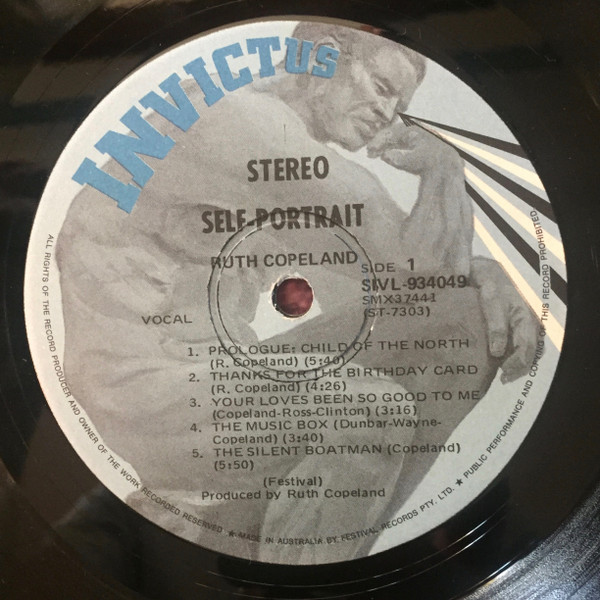 INVICTUS
STEREO
SELF-PORTRAIT
RUTH COPELAND
SIDE 1
SIVL-934049
SMX37441
(ST-7303)
VOCAL
1. PROLOGUE: CHILD OF THE NORTH
(R. Copeland) (5:40)
2. THANKS FOR THE BIRTHDAY CARD
(R. Copeland) (4:26)
3. YOUR LOVES BEEN SO GOOD TO ME
(Copeland-Ross-Clinton) (3:16)
4. THE MUSIC BOX (Dunbar-Wayne-
Copeland) (3:40)
5. THE SILENT BOATMAN (Copeland)
(5:50)
(Festival)
Produced by Ruth Copeland
ALL RIGHTS OF THE RECORD PRODUCER AND OWNER OF THE WORK RECORDED RESERVED ★ MADE IN AUSTRALIA BY FESTIVAL RECORDS PTY. LTD. ★ PUBLIC PERFORMANCE AND COPYING OF THIS RECORD PROHIBITED